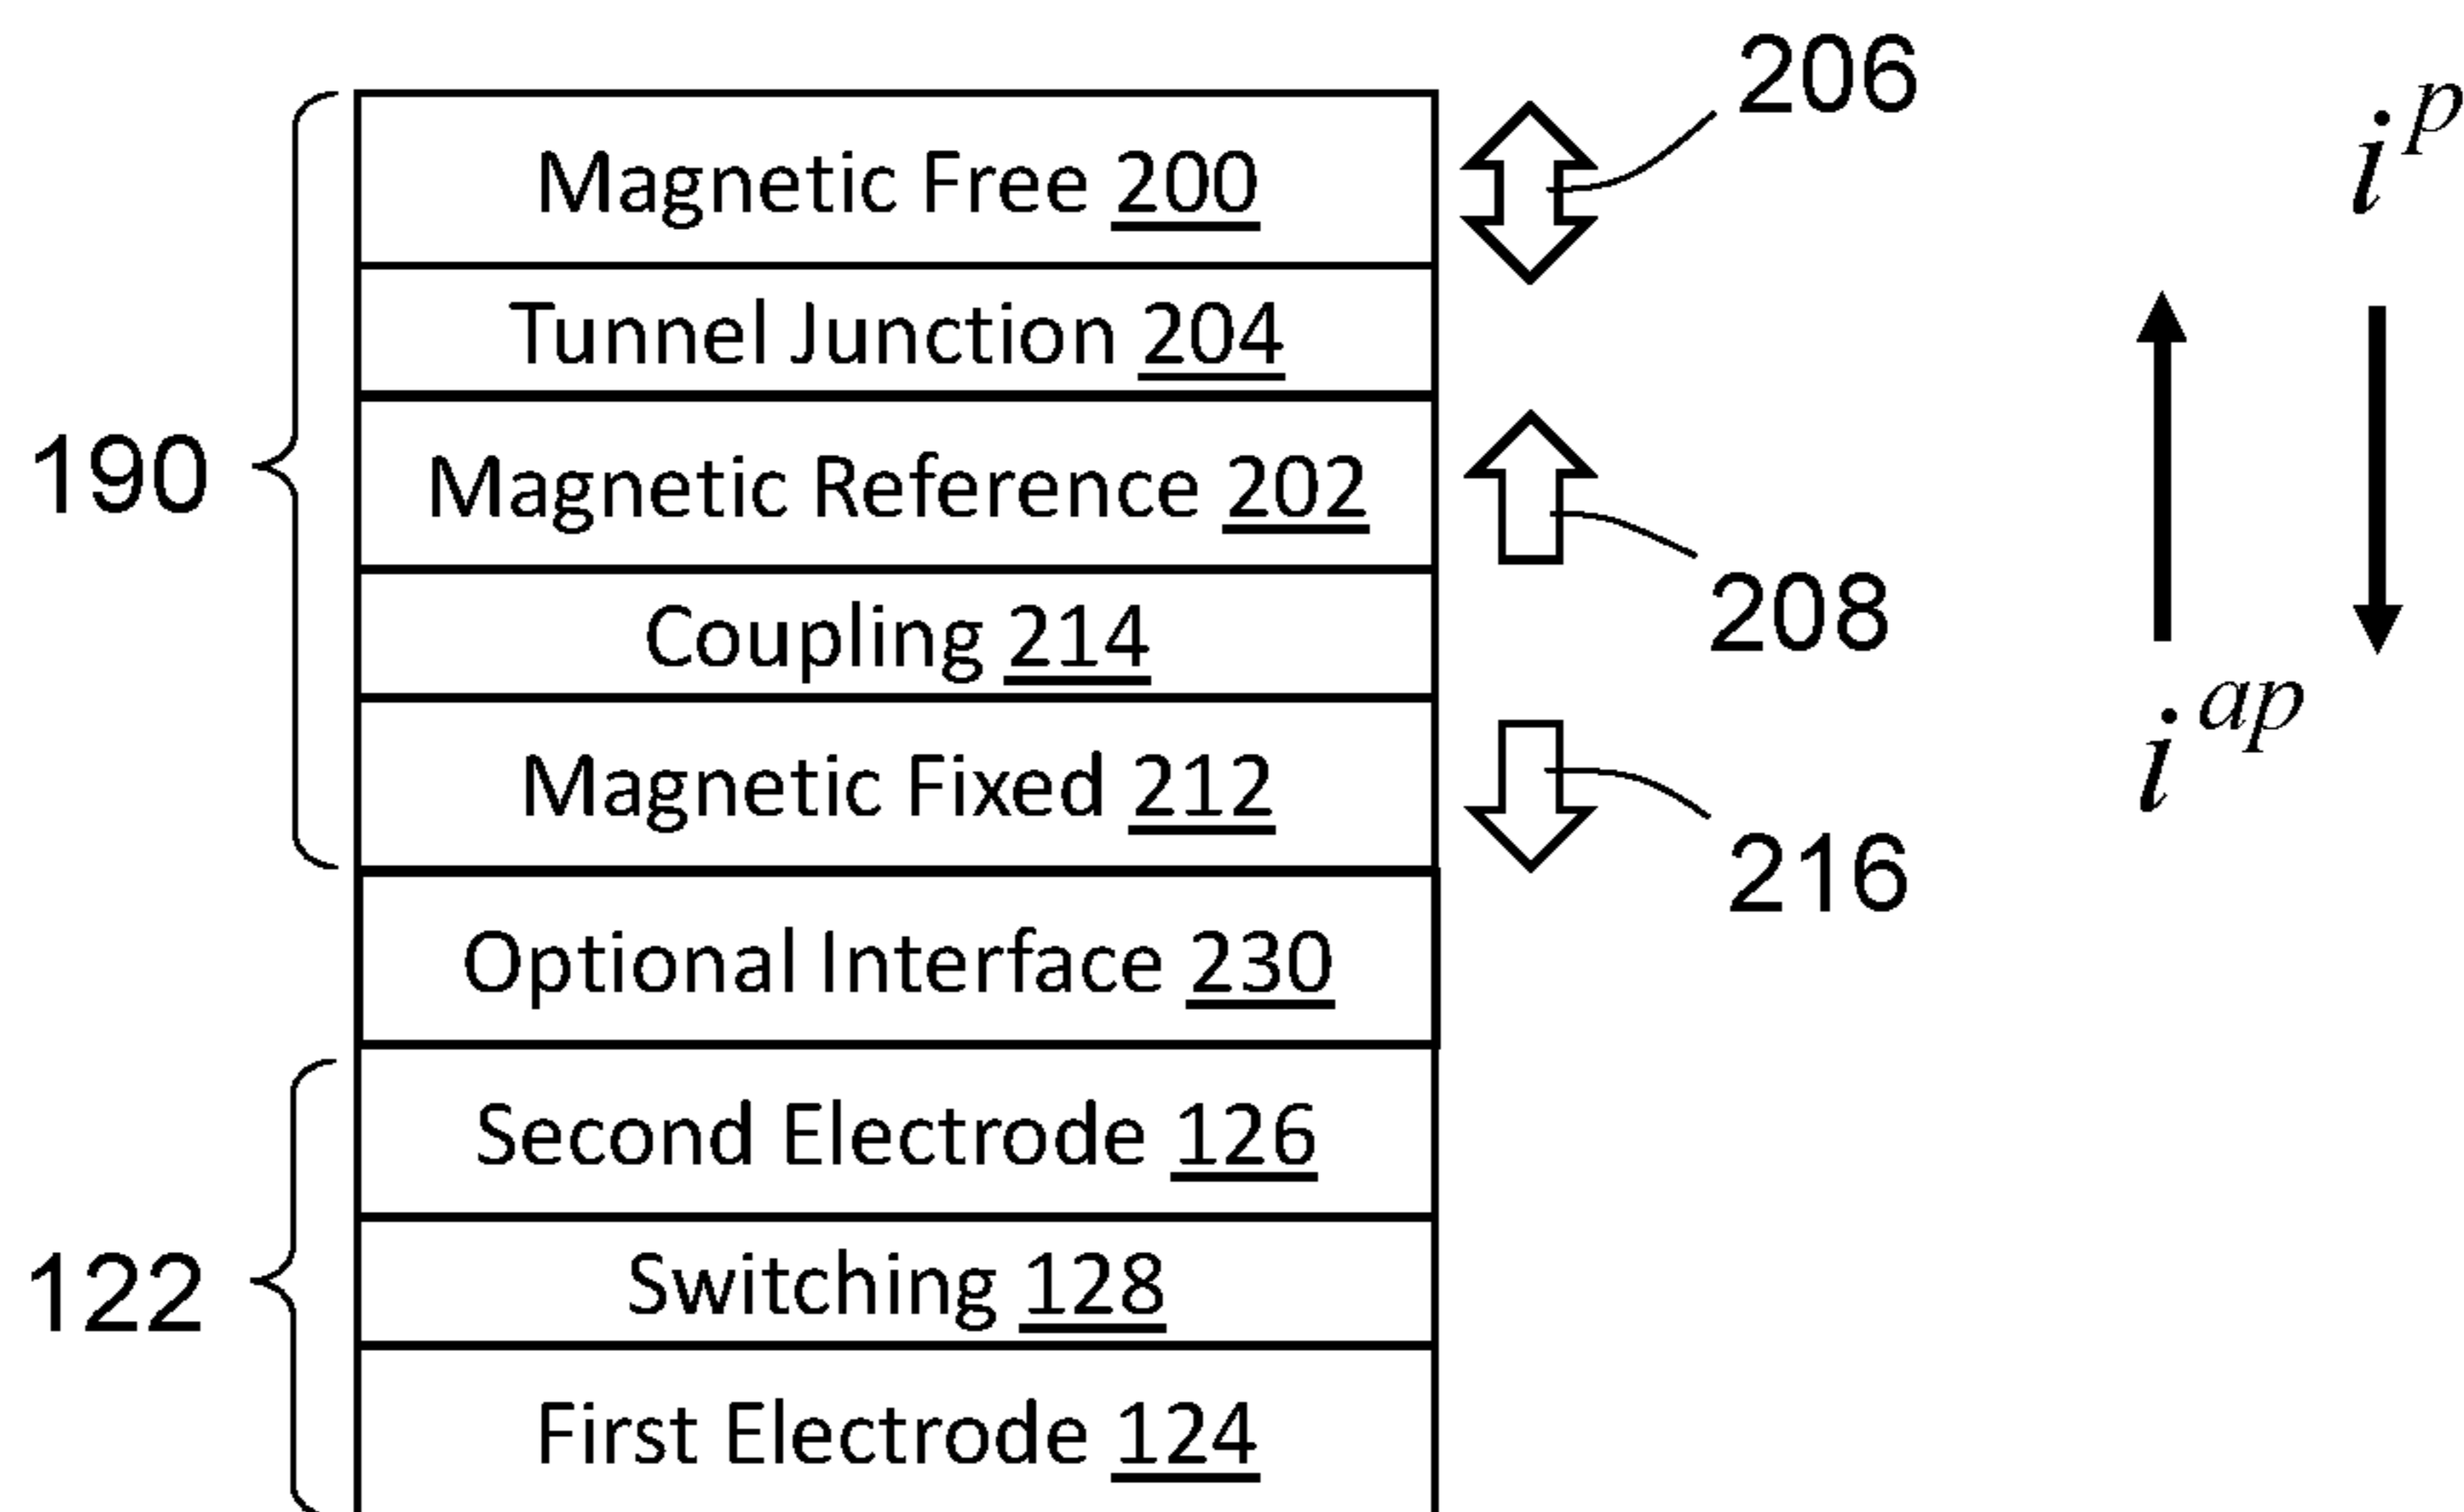 206
i^p
Magnetic Free 200
Tunnel Junction 204
190
Magnetic Reference 202
208
Coupling 214
i^ap
Magnetic Fixed 212
216
Optional Interface 230
Second Electrode 126
122
Switching 128
First Electrode 124